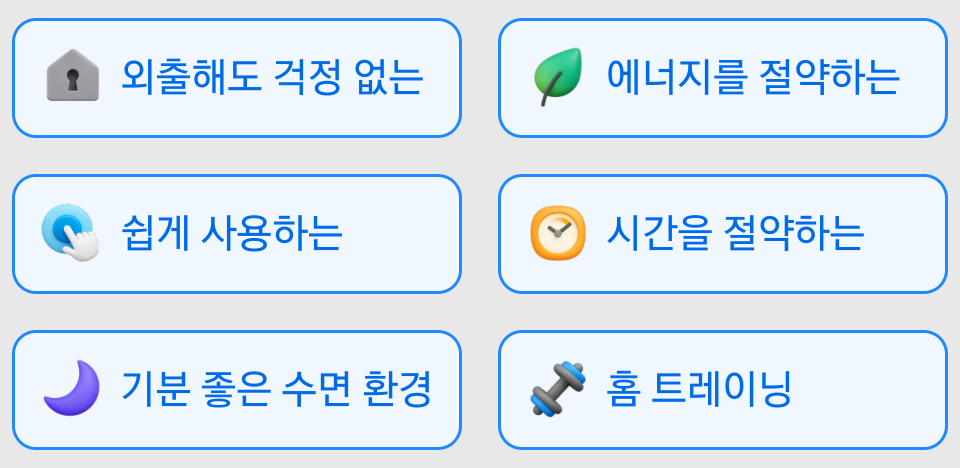 외출해도 걱정 없는
에너지를 절약하는
쉽게 사용하는
시간을 절약하는
기분 좋은 수면 환경
홈 트레이닝